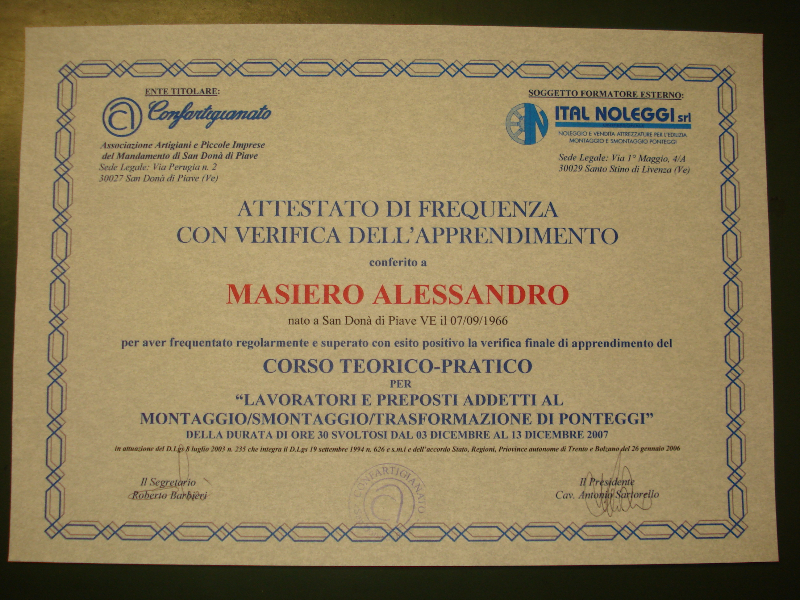 ENTE TITOLARE:
Confartigianato
Associazione Artigiani e Piccole Imprese
del Mandamento di San Donà di Piave
Sede Legale: Via Perugia n. 2
30027 San Donà di Piave (Ve)
SOGGETTO FORMATORE ESTERNO:
ITAL NOLEGGI srl
NOLEGGIO E VENDITA ATTREZZATURE PER L'EDILIZIA
MONTAGGIO E SMONTAGGIO PONTEGGI
Sede Legale: Via 1° Maggio, 4/A
30029 Santo Stino di Livenza (Ve)
ATTESTATO DI FREQUENZA
CON VERIFICA DELL'APPRENDIMENTO
conferito a
MASIERO ALESSANDRO
nato a San Donà di Piave VE il 07/09/1966
per aver frequentato regolarmente e superato con esito positivo la verifica finale di apprendimento del
CORSO TEORICO-PRATICO
PER
“LAVORATORI E PREPOSTI ADDETTI AL
MONTAGGIO/SMONTAGGIO/TRASFORMAZIONE DI PONTEGGI”
DELLA DURATA DI ORE 30 SVOLTOSI DAL 03 DICEMBRE AL 13 DICEMBRE 2007
in attuazione del D.Lgs 8 luglio 2003 n. 235 che integra il D.Lgs 19 settembre 1994 n. 626 e s.m.i e dell'accordo Stato, Regioni, Priovince autonome di Trento e Bolzano del 26 gennaio 2006
Il Segretario
Roberto Barbieri
CONFARTIGIANATO
Il Presidente
Cav. Antonio Sartorello